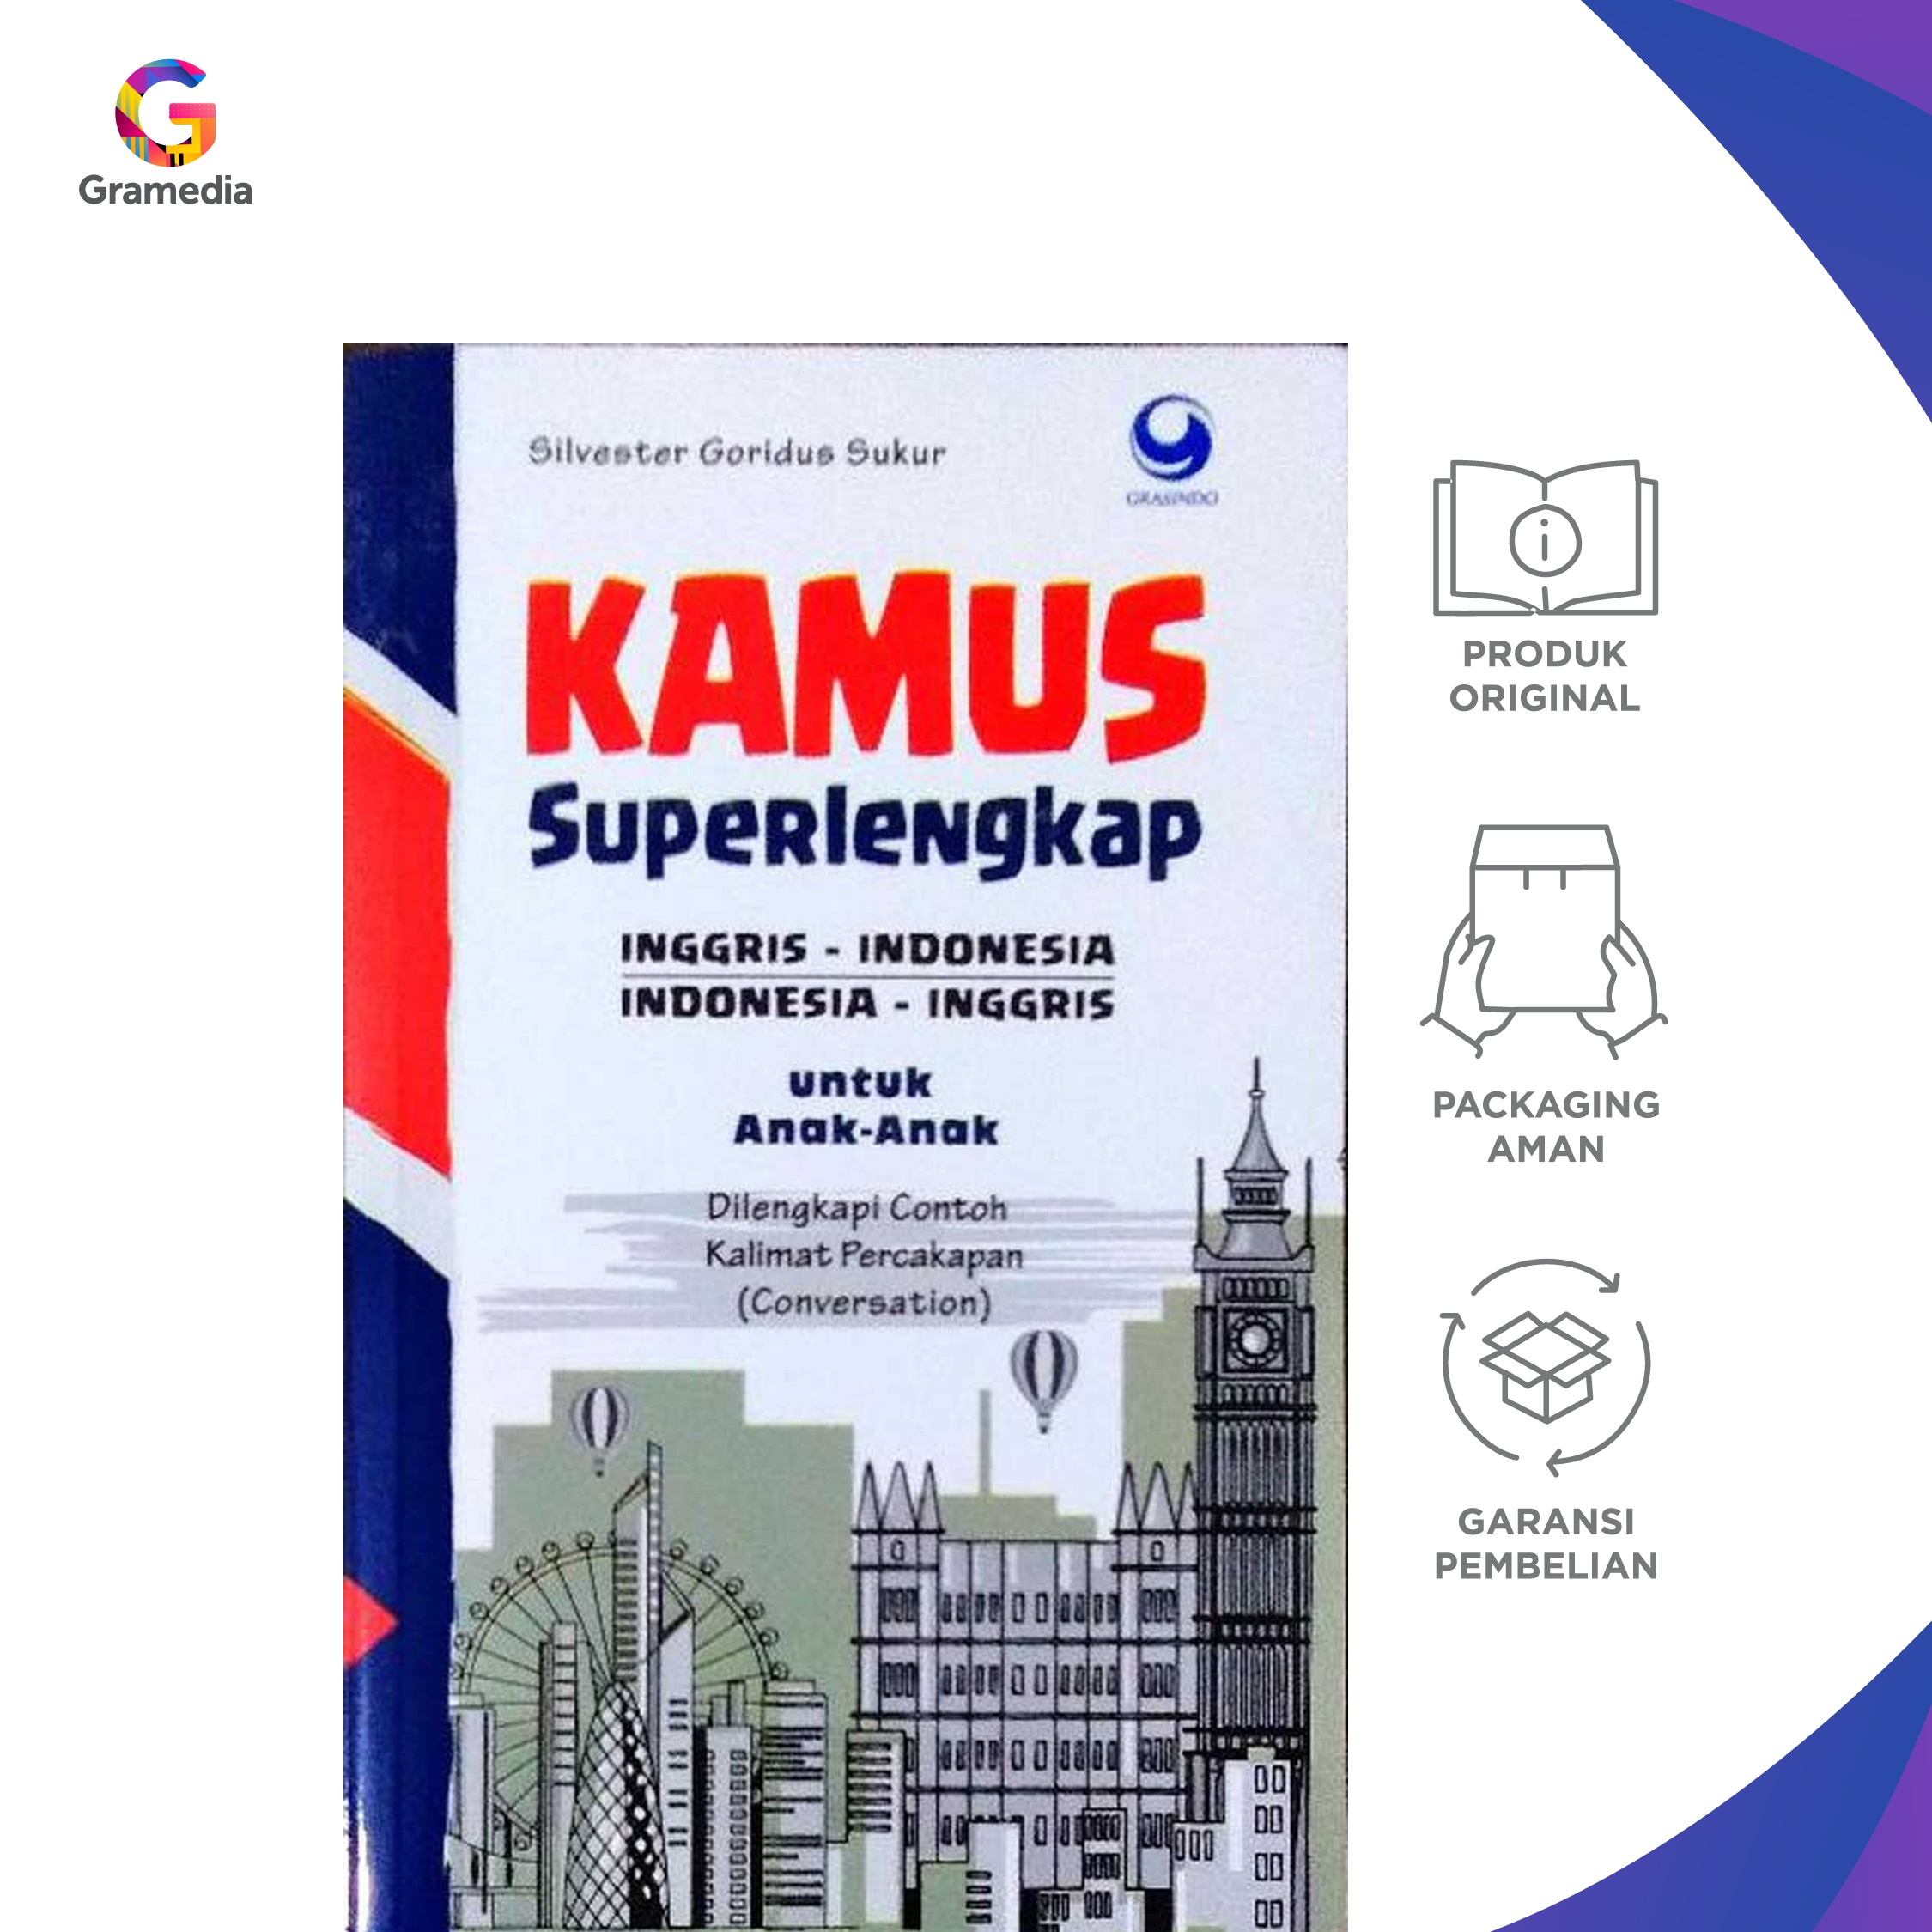 Gramedia
Silvester Goridus Sukur
GRASINDO
KAMUS
Superlengkap
INGGRIS - INDONESIA
INDONESIA - INGGRIS
untuk
Anak-Anak
Dilengkapi Contoh
Kalimat Percakapan
(Conversation)
PRODUK
ORIGINAL
PACKAGING
AMAN
GARANSI
PEMBELIAN